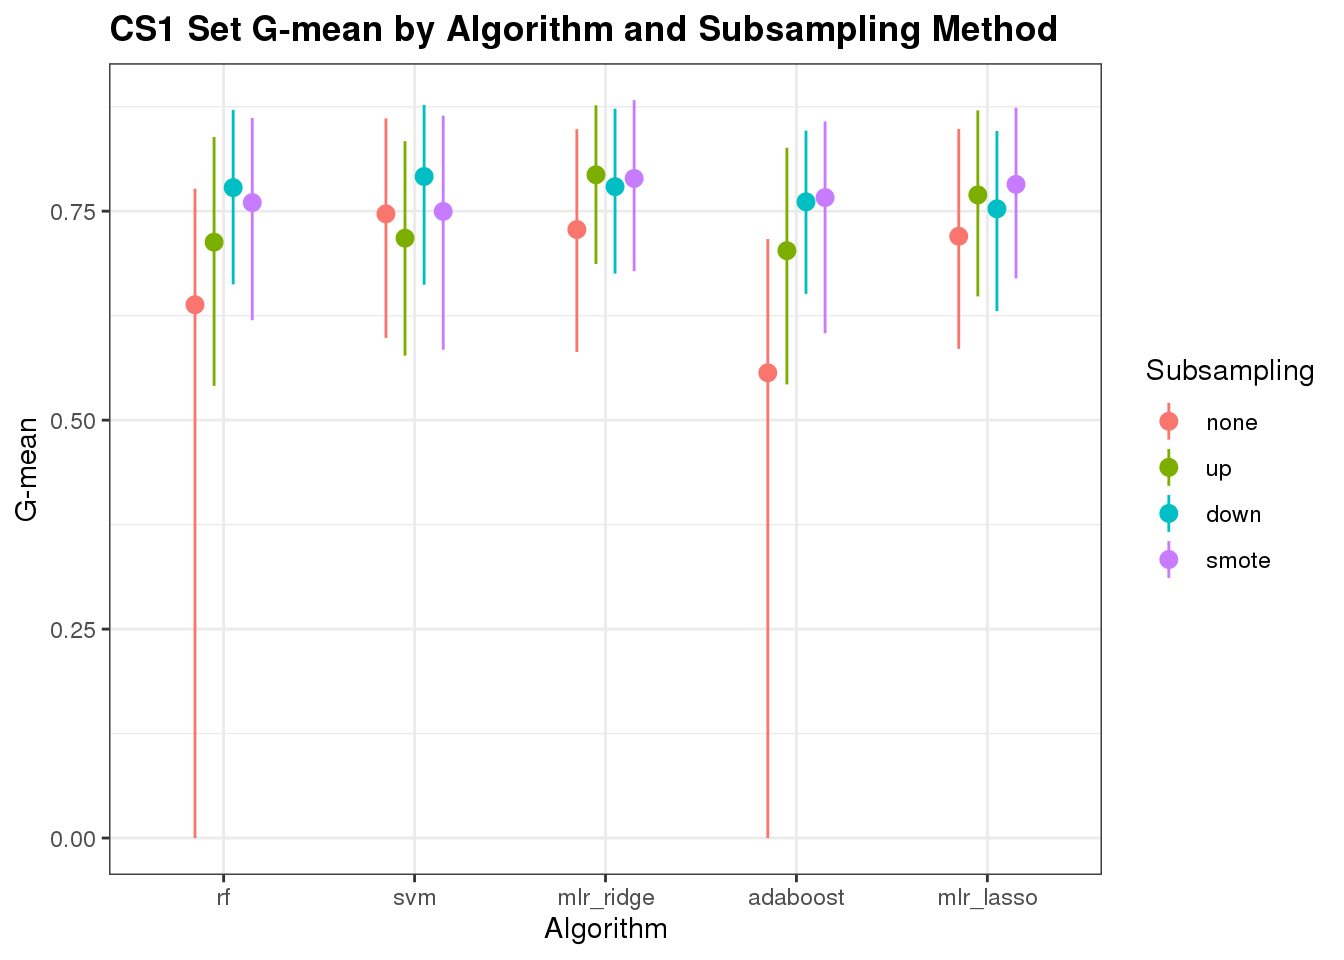 CS1 Set G-mean by Algorithm and Subsampling Method
G-mean
0.75
0.50
0.25
0.00
rf
svm
mlr_ridge
adaboost
mlr_lasso
Algorithm
Subsampling
none
up
down
smote